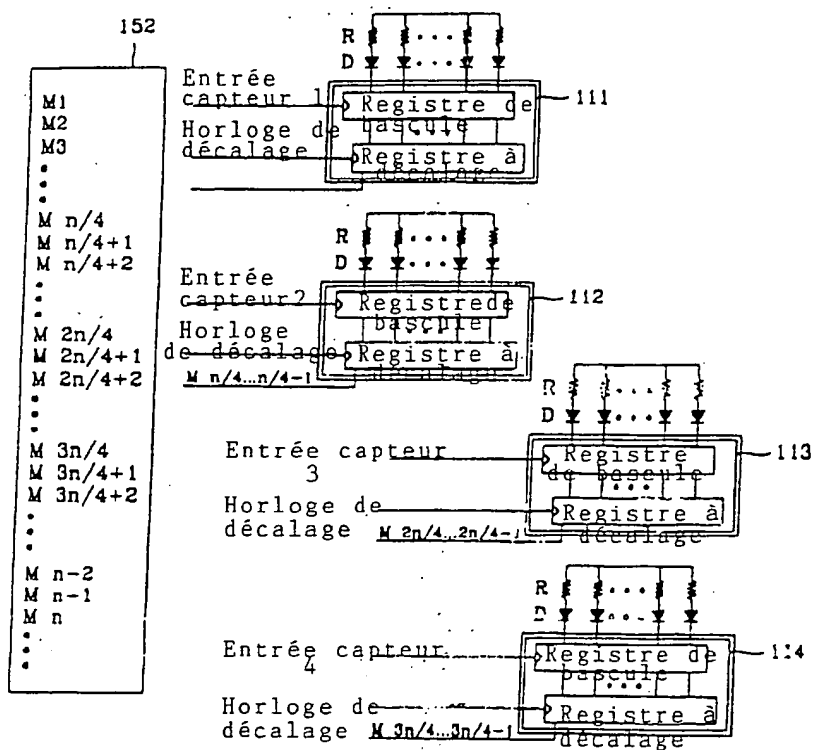 152
M1
M2
M3
M n/4
M n/4+1
M n/4+2
M 2n/4
M 2n/4+1
M 2n/4+2
M 3n/4
M 3n/4+1
M 3n/4+2
M n-2
M n-1
M n
R
D
Entrée
capteur 1
Registre de
bascule
111
Horloge de
décalage
Registre à
décalage
R
D
Entrée
capteur2
Registre de
bascule
112
Horloge
de décalage
Registre à
M n/4...n/4-1
R
D
Entrée capteur
3
Registre
de bascule
113
Horloge de
décalage
Registre à
décalage
M 2n/4...2n/4-1
R
D
Entrée capteur
4
Registre de
bascule
114
Horloge de
décalage
Registre à
décalage
M 3n/4...3n/4-1